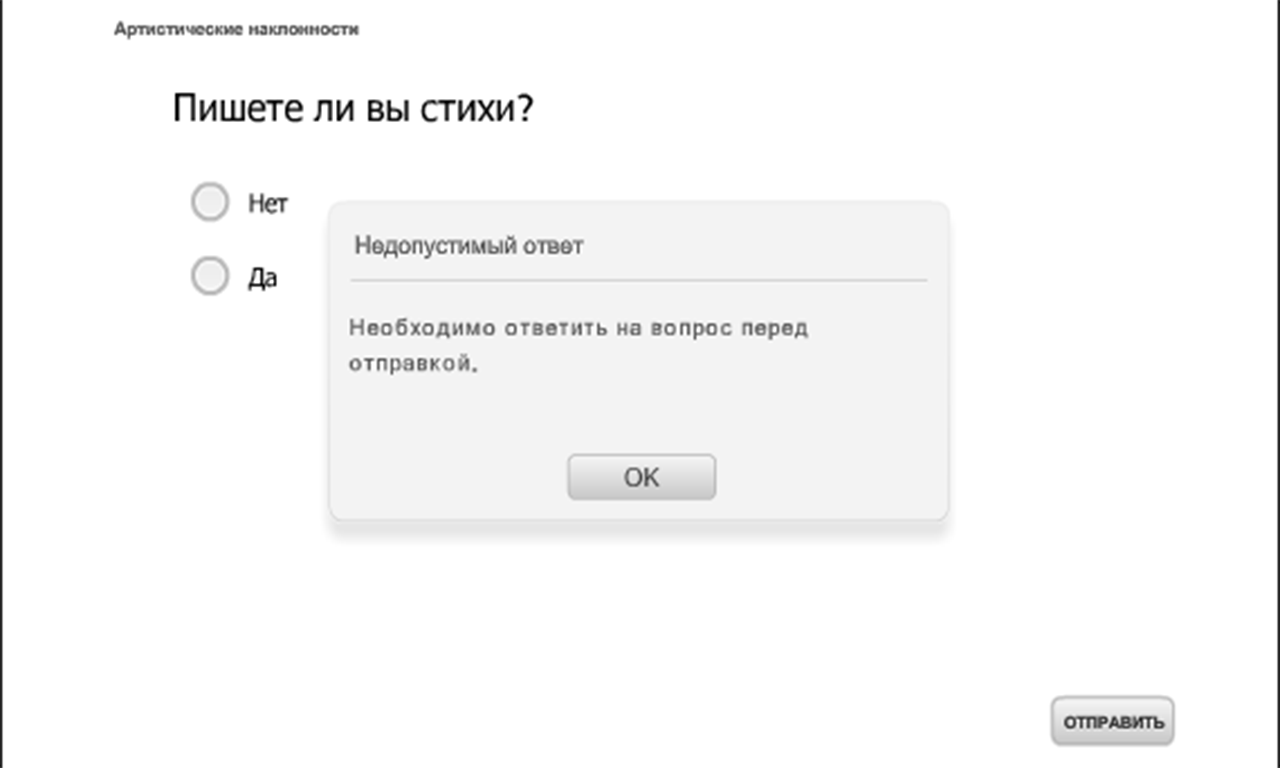 Артистические наклонности
Пишете ли вы стихи?
Нет
Да
Недопустимый ответ
Необходимо ответить на вопрос перед
отправкой.
OK
ОТПРАВИТЬ